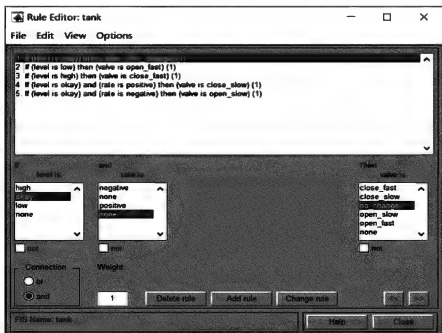 Rule Editor: tank
File Edit View Options
2. If (level is low) then (valve is open_fast) (1)
3. If (level is high) then (valve is close_fast) (1)
4. If (level is okay) and (rate is positive) then (valve is close_slow) (1)
5. If (level is okay) and (rate is negative) then (valve is open_slow) (1)
If and Then
level is rate is valve is
high negative close_fast
okay none close_slow
low positive no_change
none none open_slow
open_fast
none
not not not
Connection Weight:
or
and 1 Delete rule Add rule Change rule << >>
FIS Name: tank Help Close